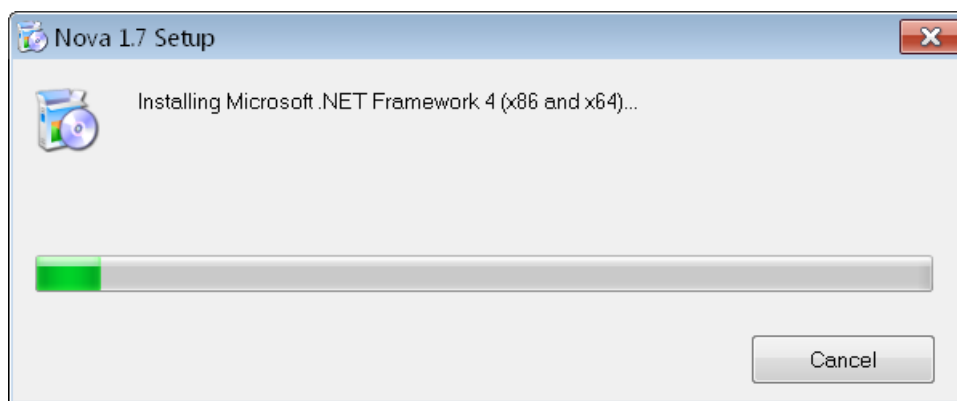 Nova 1.7 Setup
Installing Microsoft .NET Framework 4 (x86 and x64)...
Cancel